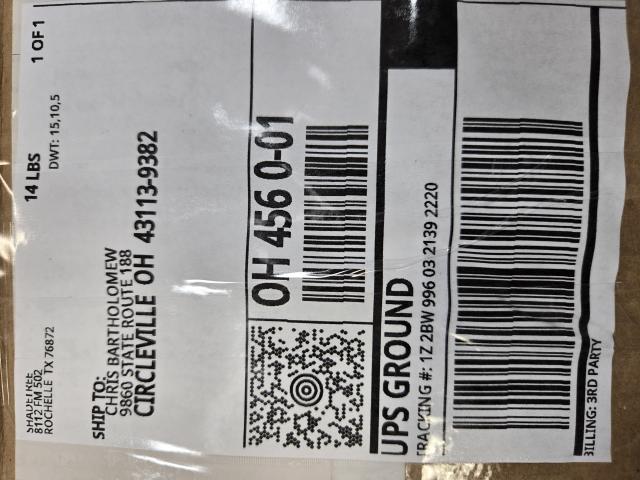 SHADETREE
8112 FM 502
ROCHELLE TX 76872
14 LBS
1 OF 1
DWT: 15,10,5
SHIP TO:
CHRIS BARTHOLOMEW
9860 STATE ROUTE 188
CIRCLEVILLE OH 43113-9382
OH 456 0-01
UPS GROUND
TRACKING #: 1Z 2BW 996 03 2139 2220
BILLING: 3RD PARTY